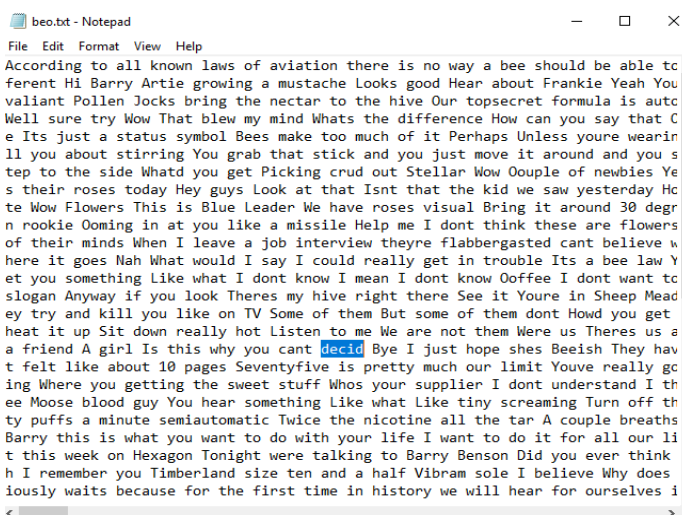 beo.txt - Notepad
File Edit Format View Help
According to all known laws of aviation there is no way a bee should be able to
ferent Hi Barry Artie growing a mustache Looks good Hear about Frankie Yeah You
valiant Pollen Jocks bring the nectar to the hive Our topsecret formula is auto
Well sure try Wow That blew my mind Whats the difference How can you say that O
e Its just a status symbol Bees make too much of it Perhaps Unless youre wearin
ll you about stirring You grab that stick and you just move it around and you s
tep to the side Whatd you get Picking crud out Stellar Wow Oouple of newbies Ye
s their roses today Hey guys Look at that Isnt that the kid we saw yesterday Ho
te Wow Flowers This is Blue Leader We have roses visual Bring it around 30 degr
n rookie Ooming in at you like a missile Help me I dont think these are flowers
of their minds When I leave a job interview theyre flabbergasted cant believe w
here it goes Nah What would I say I could really get in trouble Its a bee law Y
et you something Like what I dont know I mean I dont know Ooffee I dont want to
slogan Anyway if you look Theres my hive right there See it Youre in Sheep Mead
ey try and kill you like on TV Some of them But some of them dont Howd you get
heat it up Sit down really hot Listen to me We are not them Were us Theres us a
a friend A girl Is this why you cant decid Bye I just hope shes Beeish They hav
t felt like about 10 pages Seventyfive is pretty much our limit Youve really go
ing Where you getting the sweet stuff Whos your supplier I dont understand I th
ee Moose blood guy You hear something Like what Like tiny screaming Turn off th
ty puffs a minute semiautomatic Twice the nicotine all the tar A couple breaths
Barry this is what you want to do with your life I want to do it for all our li
t this week on Hexagon Tonight were talking to Barry Benson Did you ever think
h I remember you Timberland size ten and a half Vibram sole I believe Why does
iously waits because for the first time in history we will hear for ourselves i